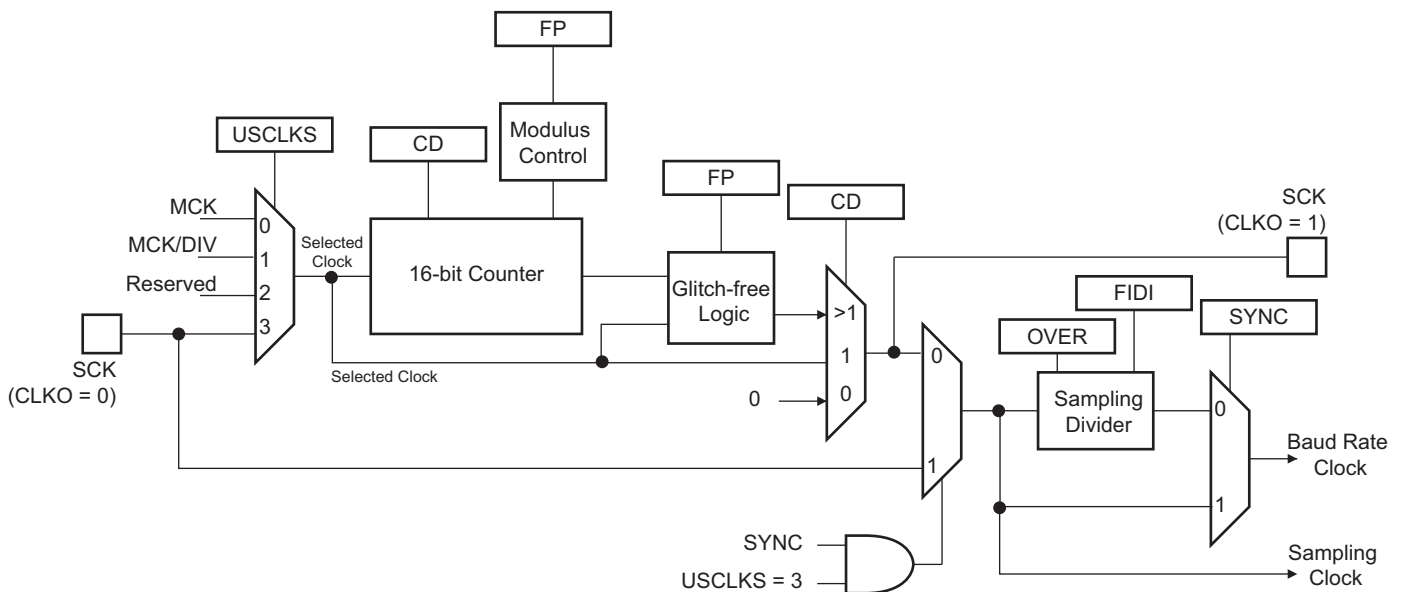 FP
USCLKS
CD
Modulus
Control
FP
CD
MCK
0
MCK/DIV
1
Reserved
2
3
Selected
Clock
16-bit Counter
Glitch-free
Logic
>1
1
0
0
Selected Clock
SCK
(CLKO = 0)
SCK
(CLKO = 1)
0
1
FIDI
OVER
SYNC
Sampling
Divider
0
1
Baud Rate
Clock
SYNC
USCLKS = 3
Sampling
Clock